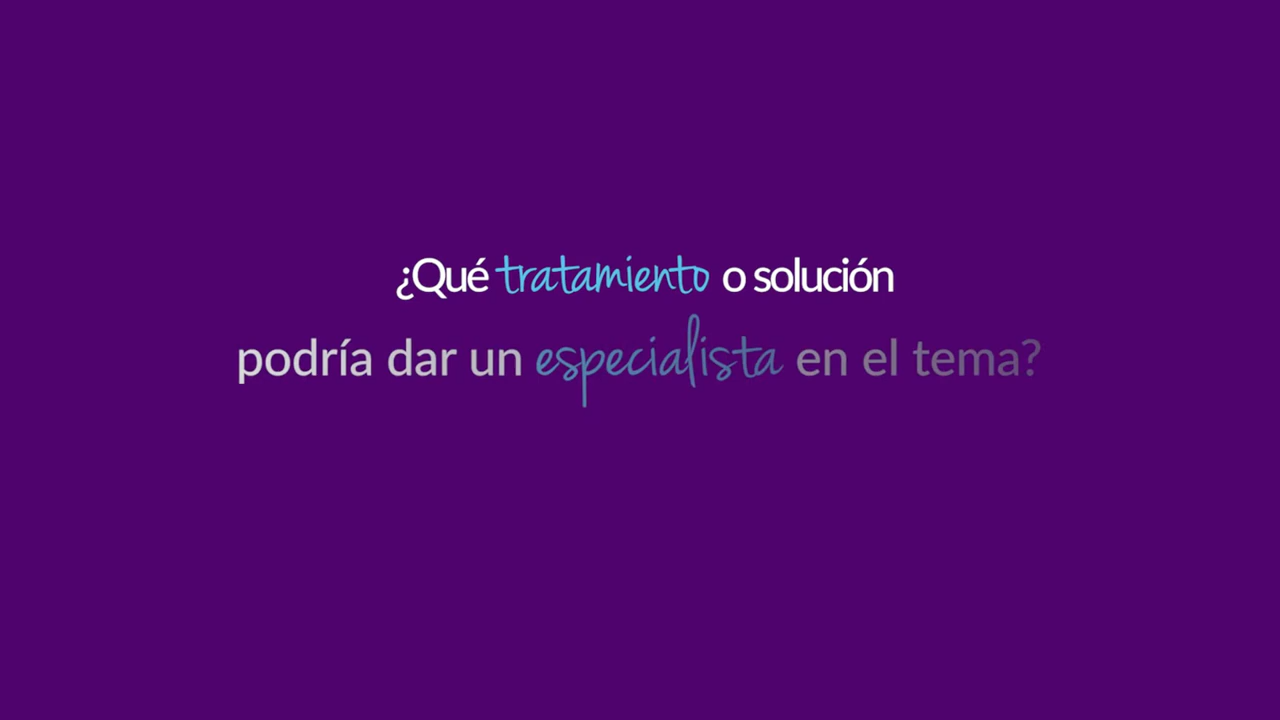 ¿Qué tratamiento o solución
podría dar un especialista en el tema?